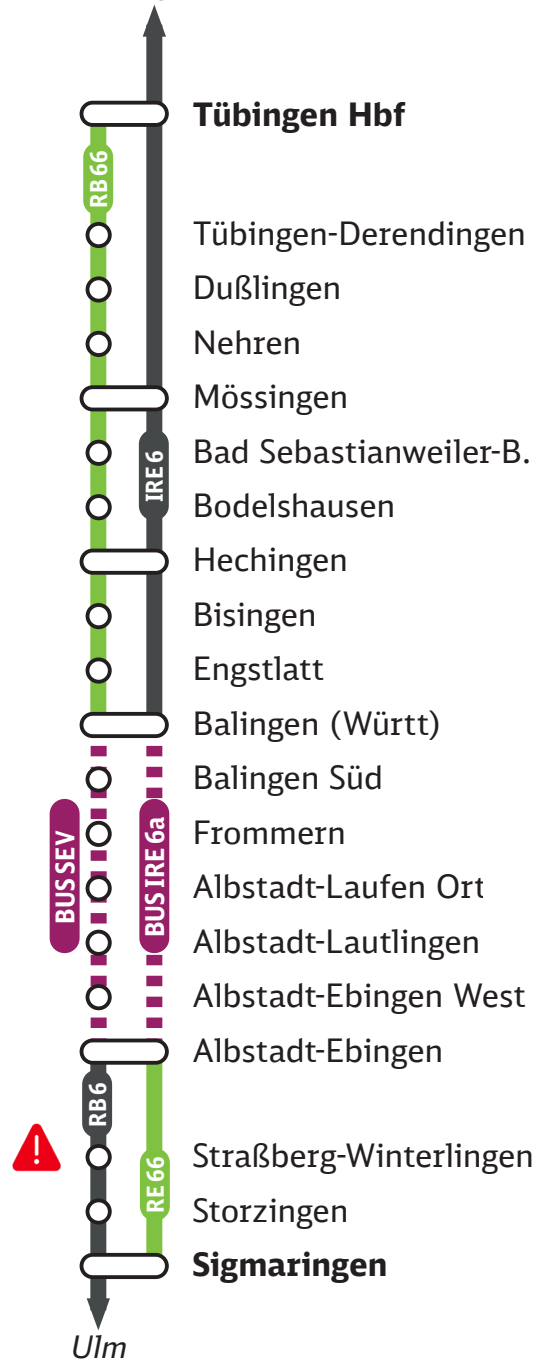 Tübingen Hbf
RB 66
Tübingen-Derendingen
Dußlingen
Nehren
Mössingen
IRE 6
Bad Sebastianweiler-B.
Bodelshausen
Hechingen
Bisingen
Engstlatt
Balingen (Württ)
Balingen Süd
BUS SEV
BUS IRE 6a
Frommern
Albstadt-Laufen Ort
Albstadt-Lautlingen
Albstadt-Ebingen West
Albstadt-Ebingen
RB 6
!
Straßberg-Winterlingen
RE 66
Storzingen
Sigmaringen
Ulm